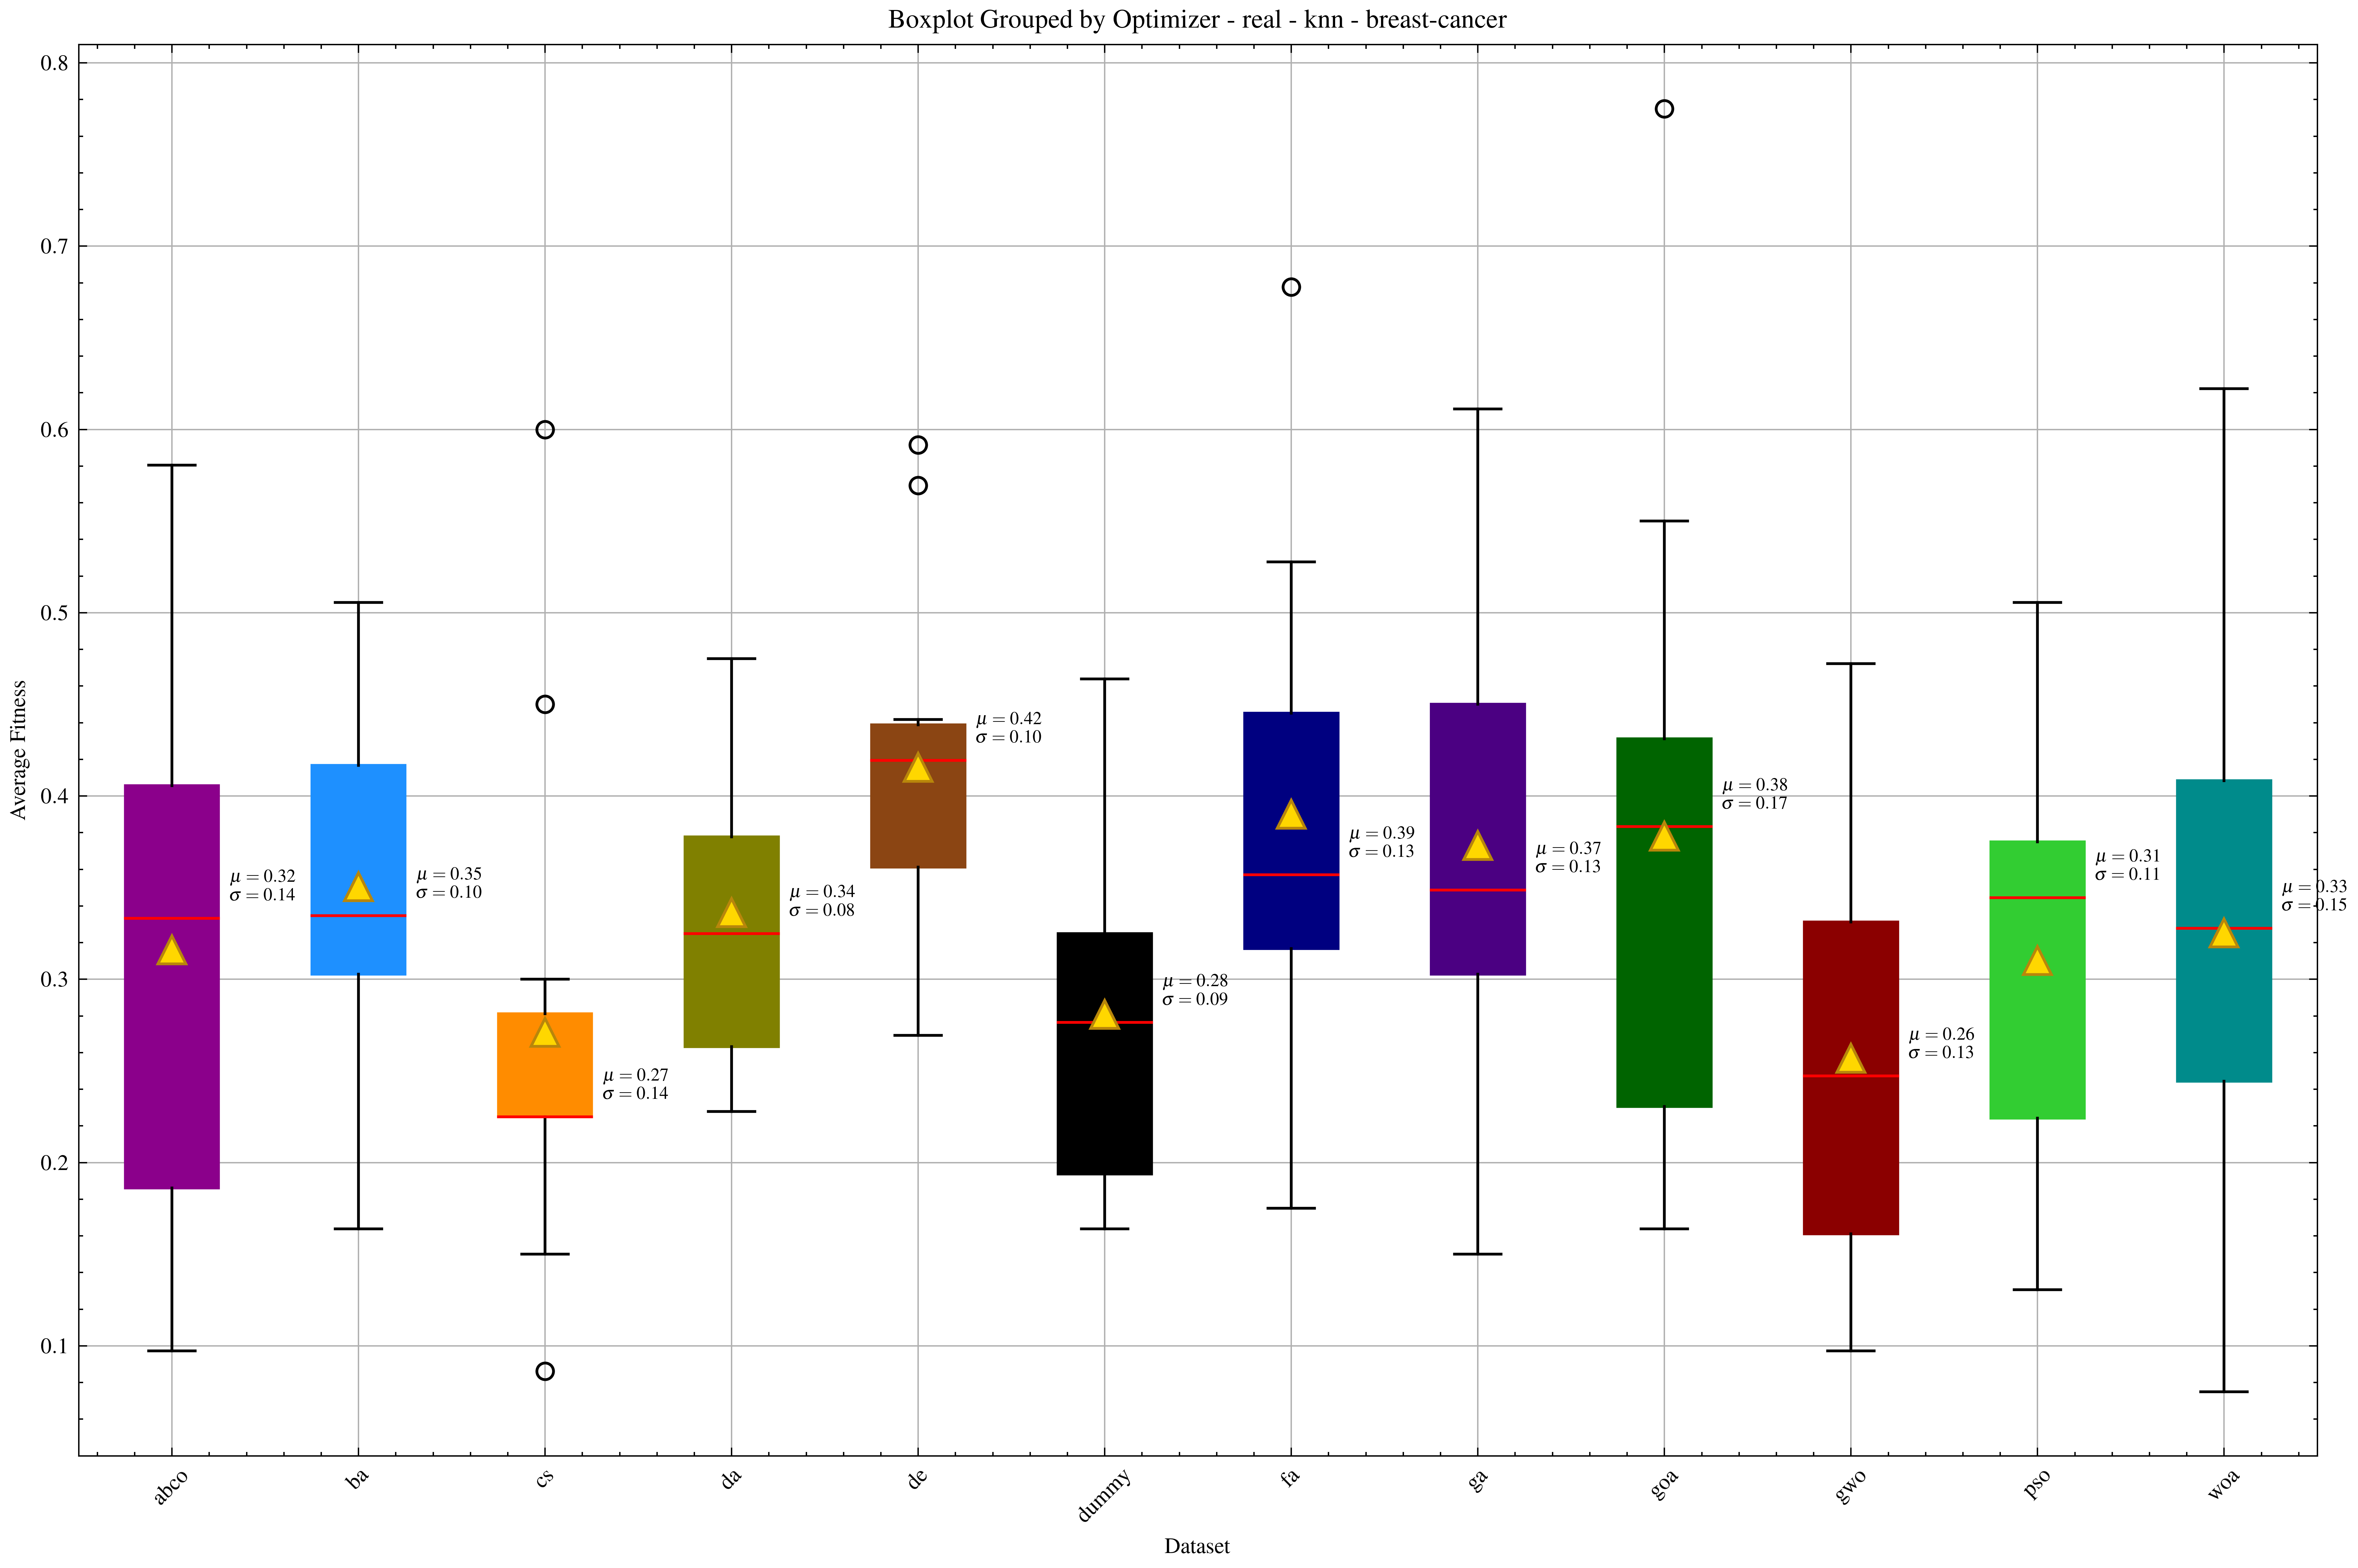 Boxplot Grouped by Optimizer - real - knn - breast-cancer
Average Fitness
0.8
0.7
0.6
0.5
0.4
0.3
0.2
0.1
μ = 0.32
σ = 0.14
μ = 0.35
σ = 0.10
μ = 0.27
σ = 0.14
μ = 0.34
σ = 0.08
μ = 0.42
σ = 0.10
μ = 0.28
σ = 0.09
μ = 0.39
σ = 0.13
μ = 0.37
σ = 0.13
μ = 0.38
σ = 0.17
μ = 0.26
σ = 0.13
μ = 0.31
σ = 0.11
μ = 0.33
σ = 0.15
abco
ba
cs
da
de
dummy
fa
ga
goa
gwo
pso
woa
Dataset